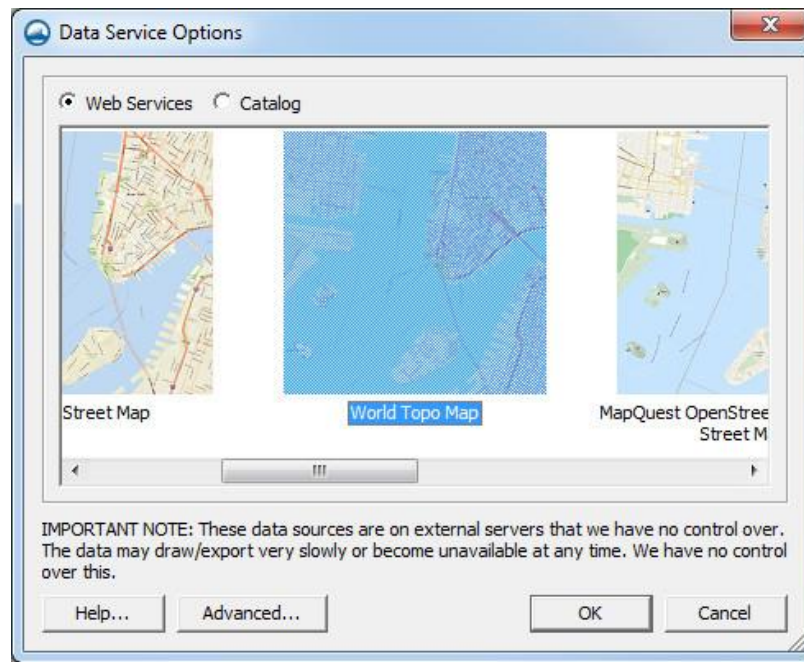 Data Service Options
Web Services Catalog
Street Map
World Topo Map
MapQuest OpenStree
Street M
IMPORTANT NOTE: These data sources are on external servers that we have no control over.
The data may draw/export very slowly or become unavailable at any time. We have no control
over this.
Help... Advanced... OK Cancel